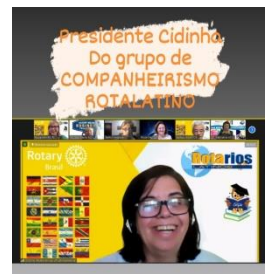 Presidente Cidinha
Do grupo de
COMPANHEIRISMO
ROTALATINO
Rotary
Brasil
Rotarios